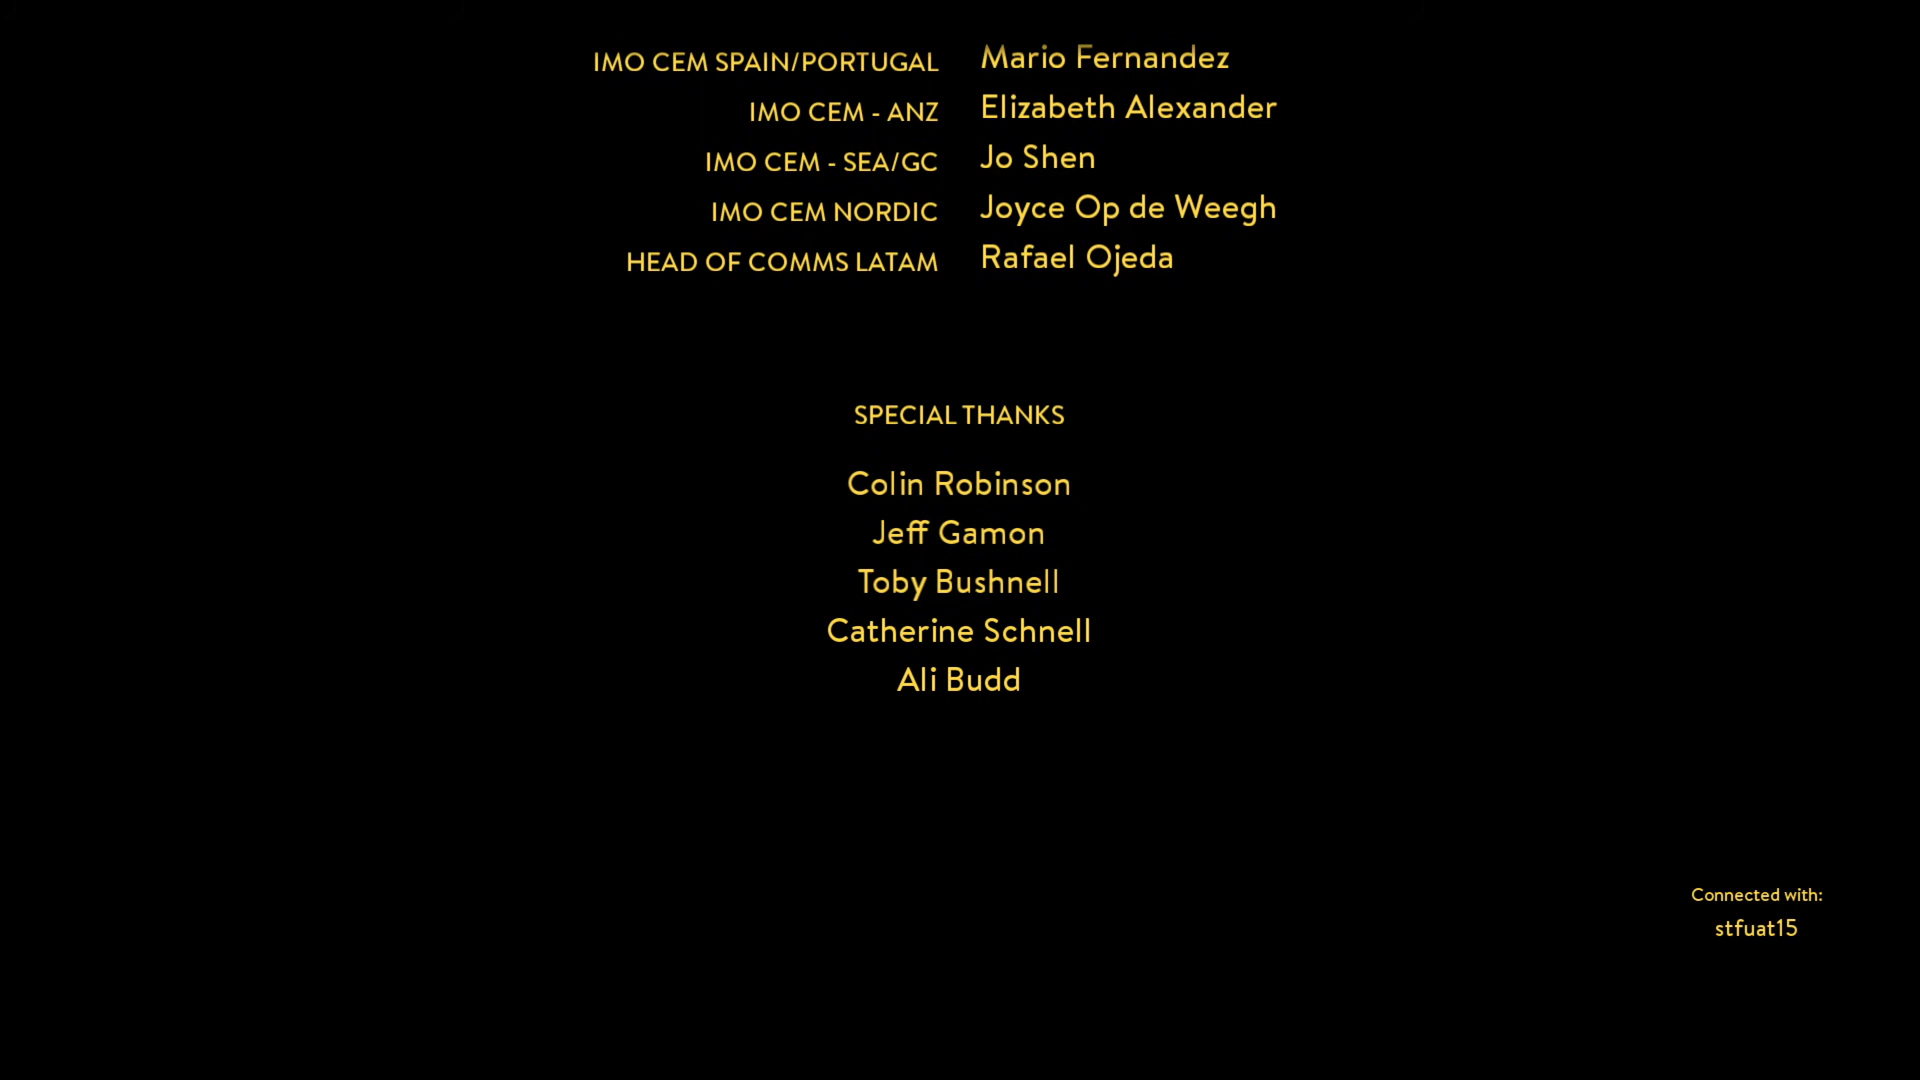 IMO CEM SPAIN/PORTUGAL Mario Fernandez
IMO CEM - ANZ Elizabeth Alexander
IMO CEM - SEA/GC Jo Shen
IMO CEM NORDIC Joyce Op de Weegh
HEAD OF COMMS LATAM Rafael Ojeda
SPECIAL THANKS
Colin Robinson
Jeff Gamon
Toby Bushnell
Catherine Schnell
Ali Budd
Connected with:
stfuat15